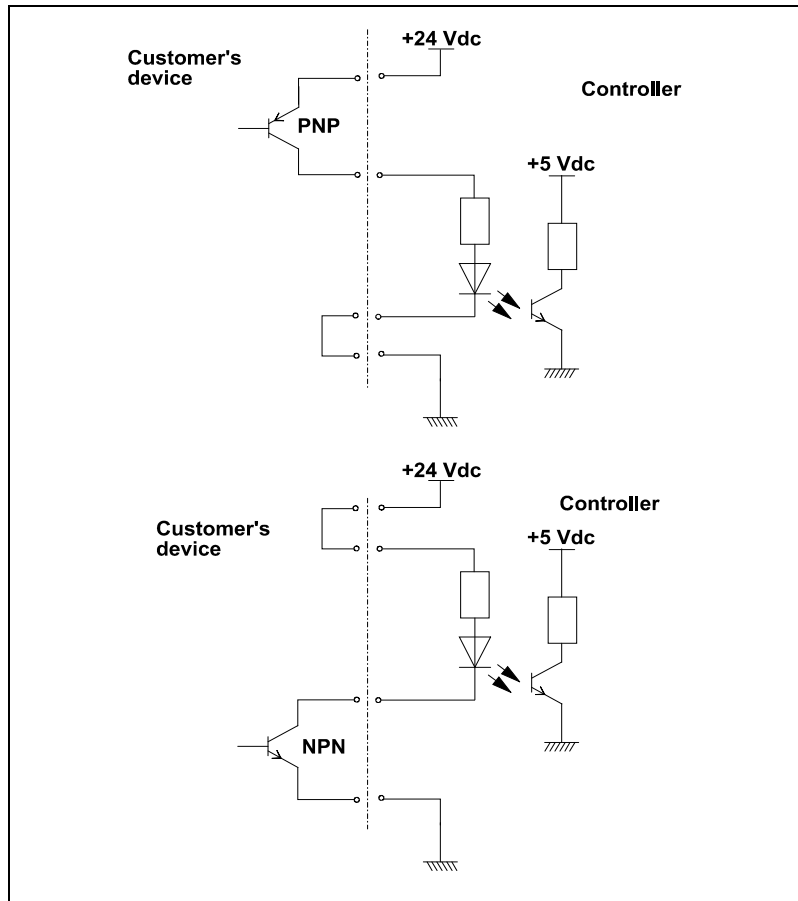 +24 Vdc
Customer's
device
Controller
PNP
+5 Vdc
+24 Vdc
Controller
Customer's
device
+5 Vdc
NPN